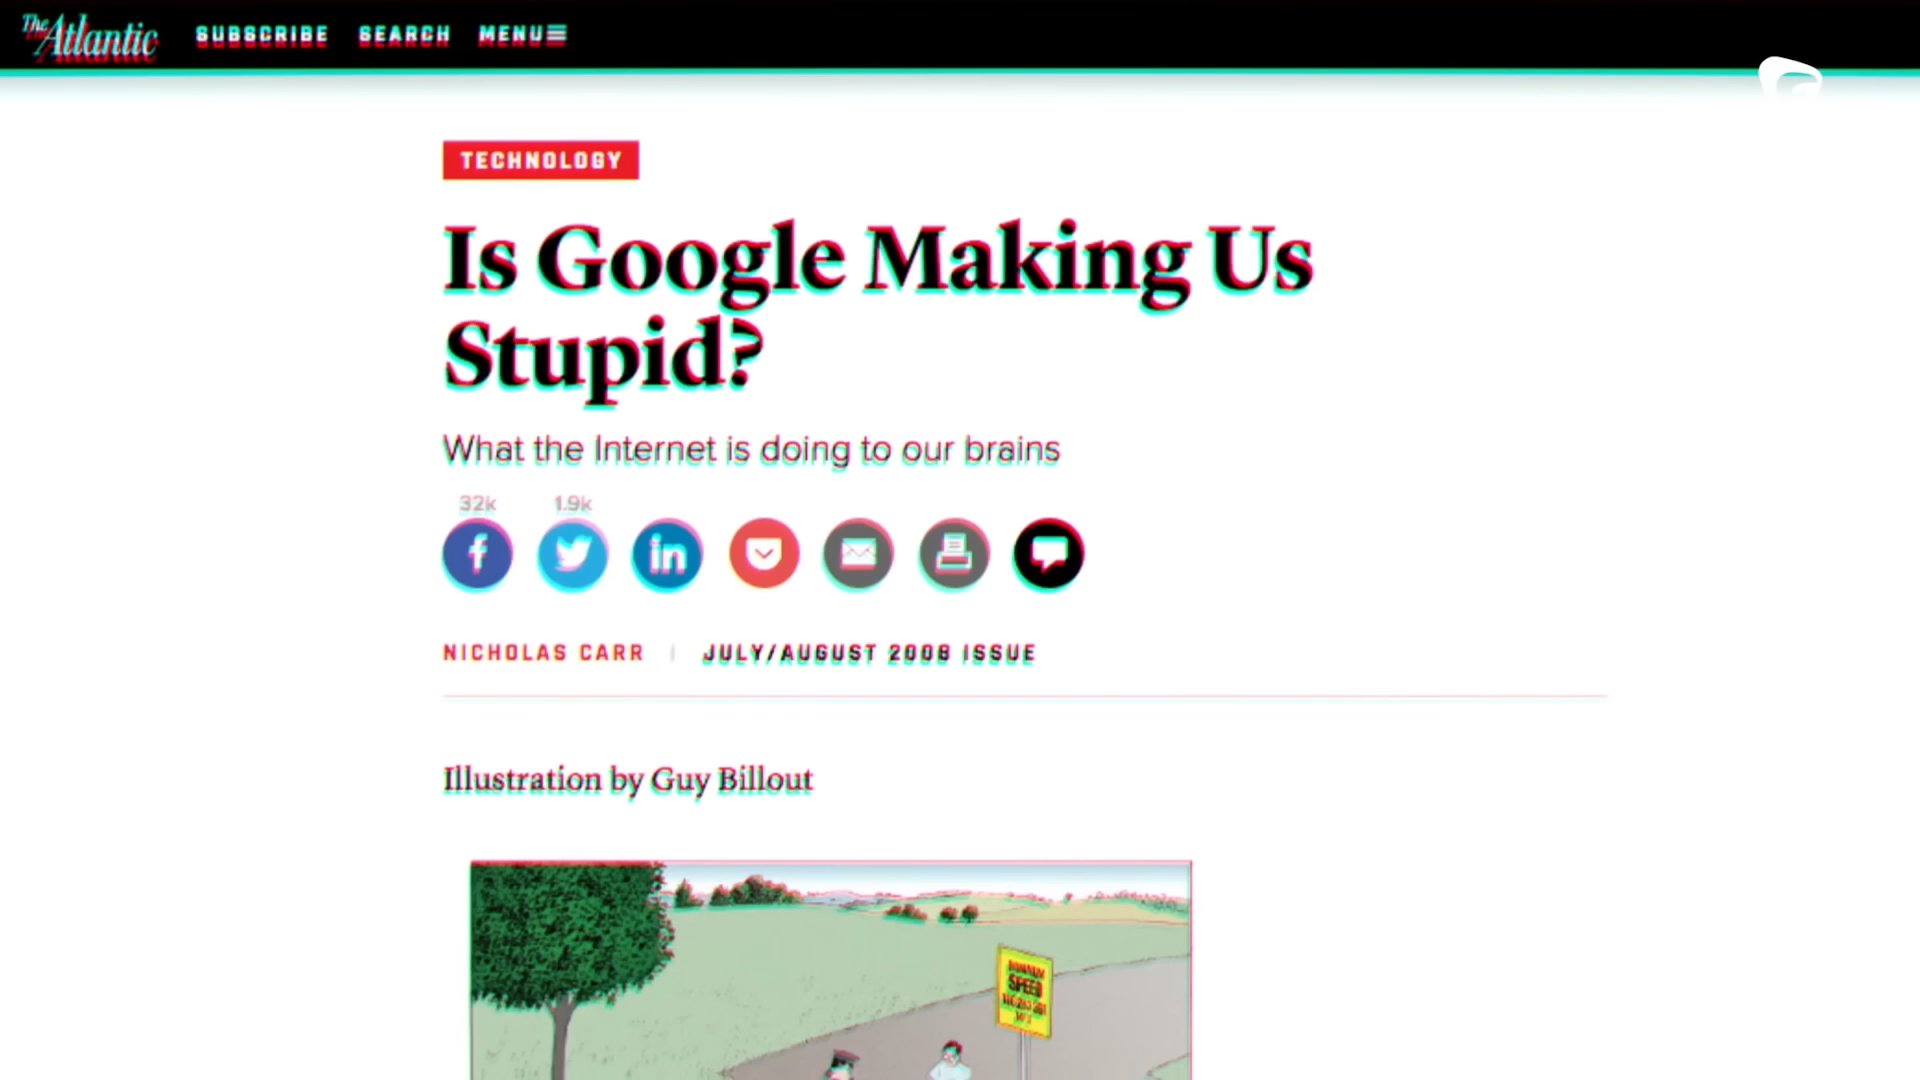 The Atlantic SUBSCRIBE SEARCH MENU
TECHNOLOGY
Is Google Making Us
Stupid?
What the Internet is doing to our brains
32k 1.9k
NICHOLAS CARR | JULY/AUGUST 2008 ISSUE
Illustration by Guy Billout
SPEED